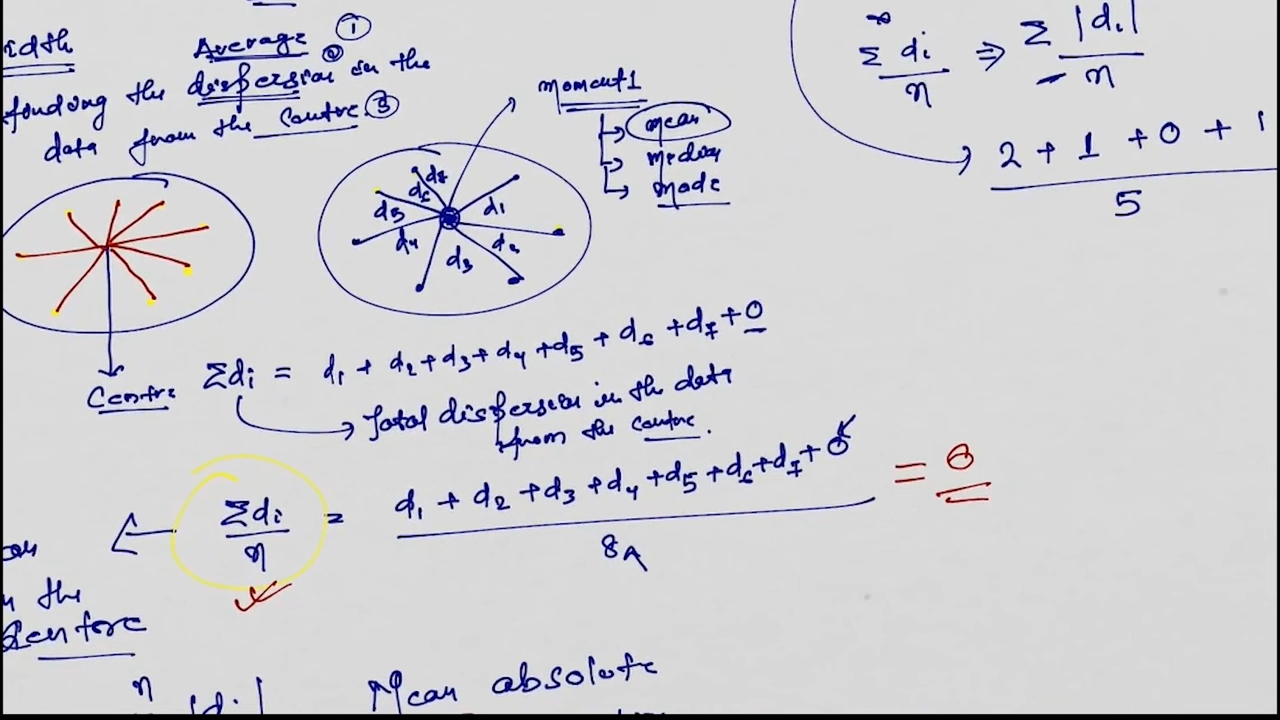 Average ①
finding the dispersion ② in the
data from the Centre. ③
moment 1
mean
median
mode
d8
d6
d5
d4
d3
d2
d1
Centre
Σdi = d1 + d2 + d3 + d4 + d5 + d6 + d7 + 0
Total dispersion in the data
from the Centre.
Σdi / n = d1 + d2 + d3 + d4 + d5 + d6 + d7 + 0 / 8 = 0
the
Centre
Σ di / n ⇒ Σ |di| / n
2 + 1 + 0 + 1
5
n
|di|
Mean absolute